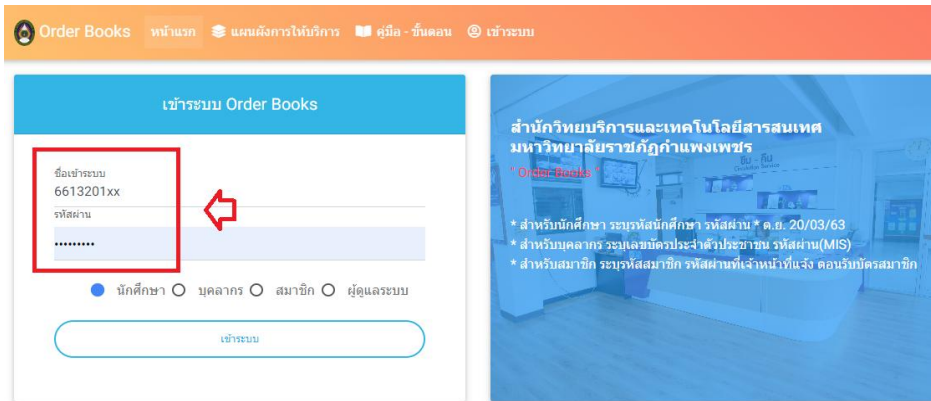 Order Books หน้าแรก แผนผังการให้บริการ คู่มือ - ขั้นตอน เข้าระบบ
เข้าระบบ Order Books
ชื่อเข้าระบบ
6613201xx
รหัสผ่าน
•••••••••
นักศึกษา บุคลากร สมาชิก ผู้ดูแลระบบ
เข้าระบบ
สำนักวิทยบริการและเทคโนโลยีสารสนเทศ
มหาวิทยาลัยราชภัฏกำแพงเพชร
" Order Books "
ยืม - คืน
* สำหรับนักศึกษา ระบุรหัสนักศึกษา รหัสผ่าน * ต.ย. 20/03/63
* สำหรับบุคลากร ระบุเลขบัตรประจำตัวประชาชน รหัสผ่าน(MIS)
* สำหรับสมาชิก ระบุรหัสสมาชิก รหัสผ่านที่เจ้าหน้าที่แจ้ง ตอนรับบัตรสมาชิก